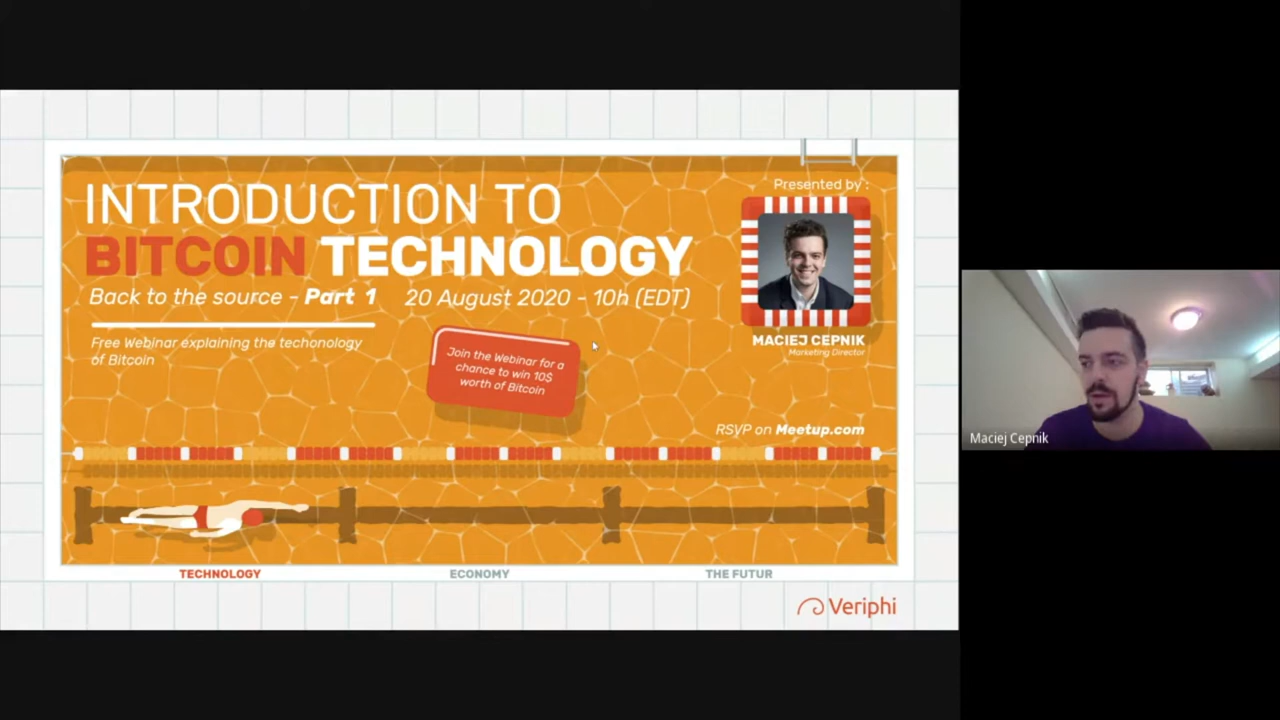 INTRODUCTION TO
BITCOIN TECHNOLOGY
Back to the source - Part 1
20 August 2020 - 10h (EDT)
Free Webinar explaining the techonology
of Bitcoin
Join the Webinar for a
chance to win 10$
worth of Bitcoin
Presented by :
MACIEJ CEPNIK
Marketing Director
RSVP on Meetup.com
TECHNOLOGY
ECONOMY
THE FUTUR
Veriphi
Maciej Cepnik